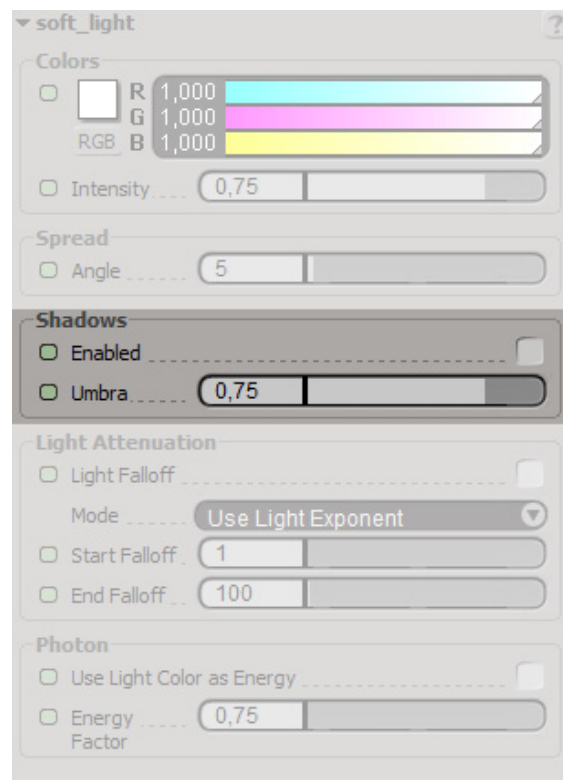 soft_light ?
Colors
R 1,000
G 1,000
RGB B 1,000
Intensity 0,75
Spread
Angle 5
Shadows
Enabled
Umbra 0,75
Light Attenuation
Light Falloff
Mode Use Light Exponent
Start Falloff 1
End Falloff 100
Photon
Use Light Color as Energy
Energy 0,75
Factor